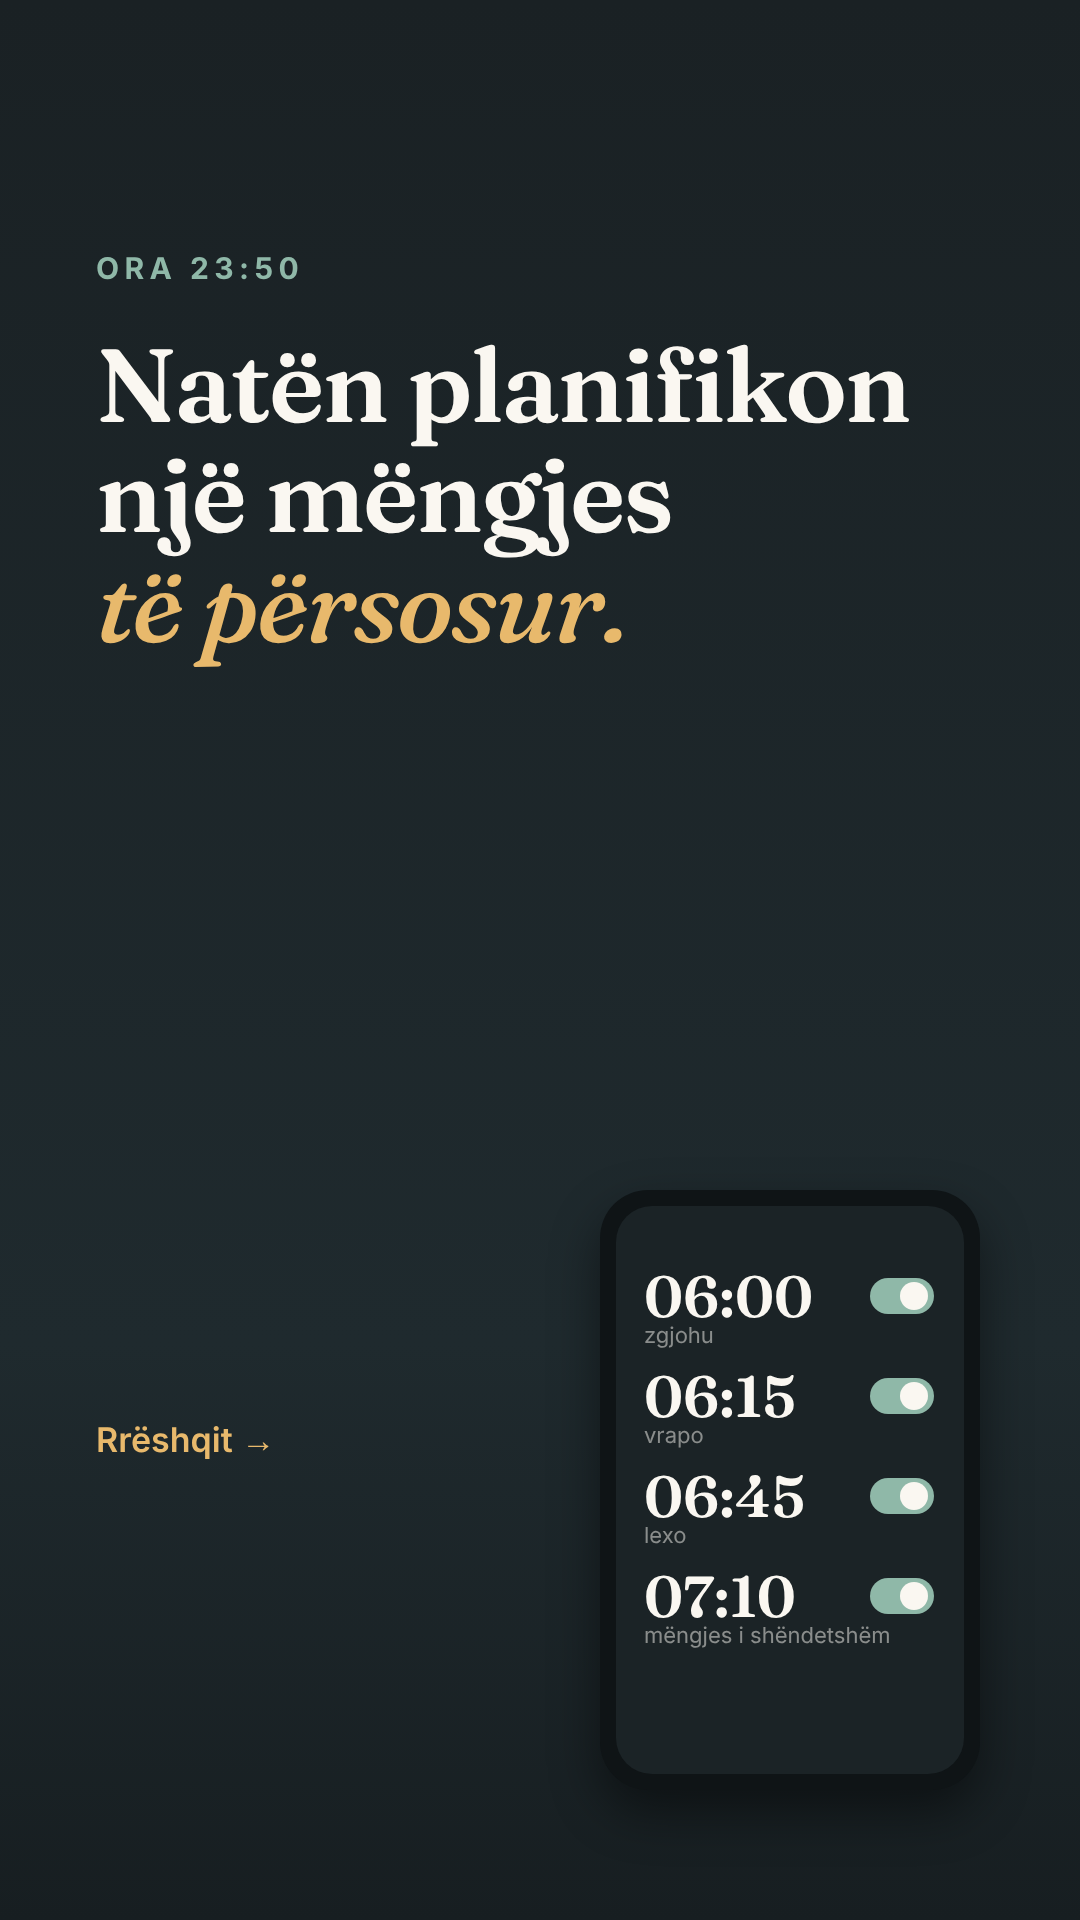 ORA 23:50
Natën planifikon
një mëngjes
të përsosur.
Rrëshqit →
06:00
zgjohu
06:15
vrapo
06:45
lexo
07:10
mëngjes i shëndetshëm